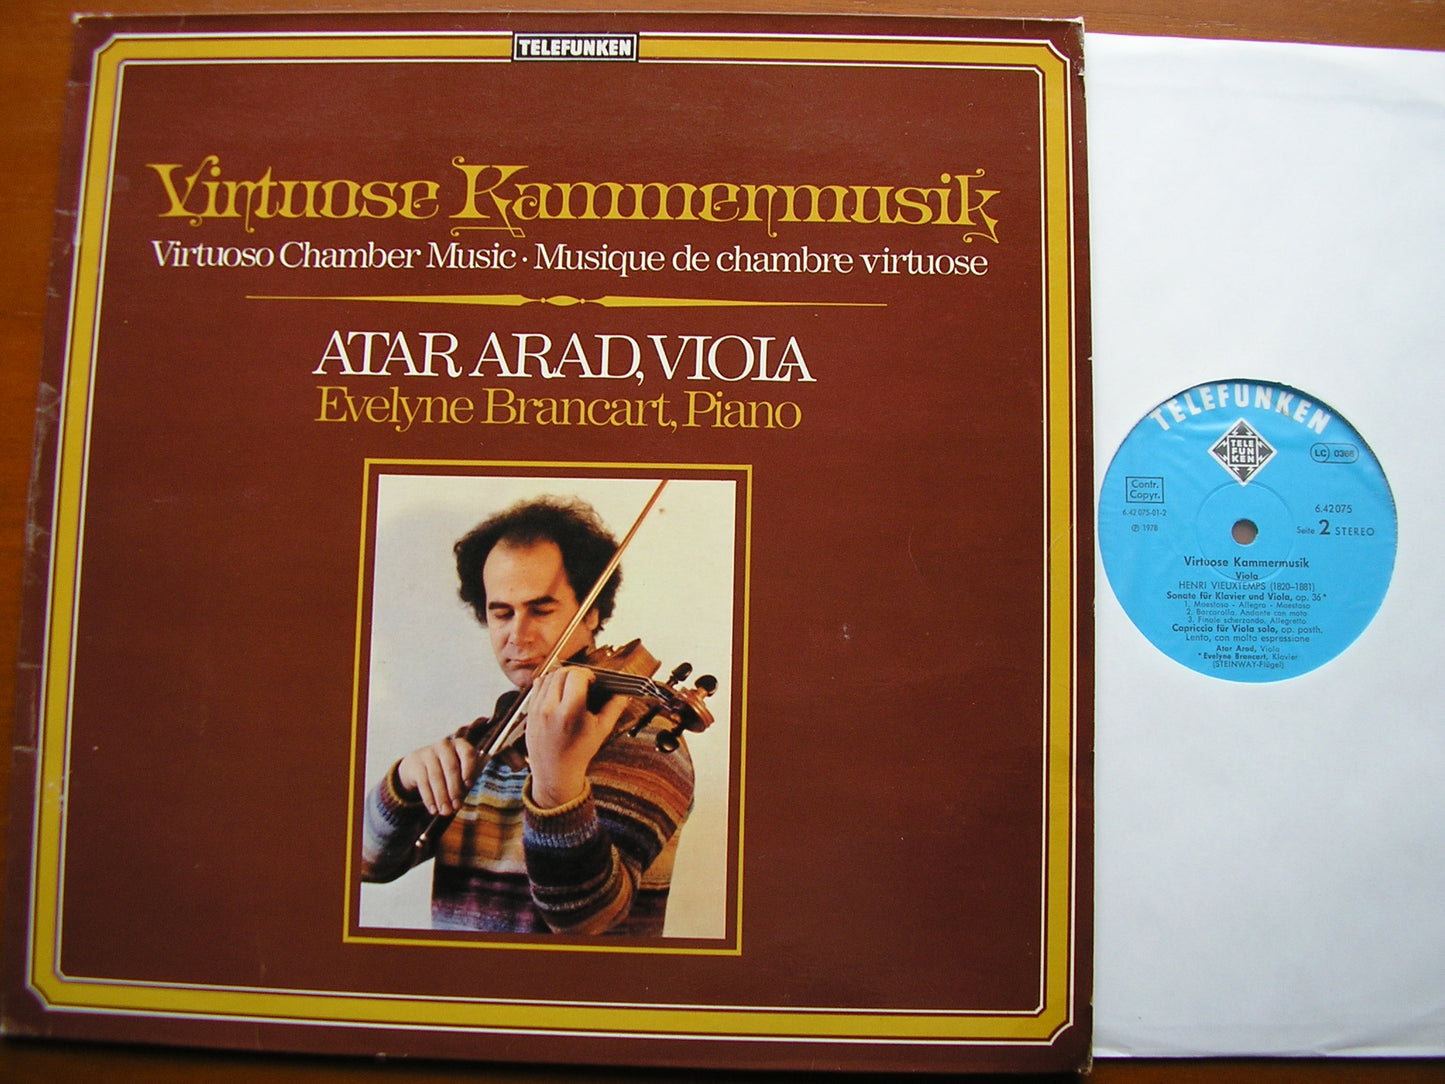 TELEFUNKEN
Virtuose Kammermusik
Virtuoso Chamber Music · Musique de chambre virtuose
ATAR ARAD, VIOLA
Evelyne Brancart, Piano
TELEFUNKEN
TELE
FUN
KEN
LC 0366
Contr.
Copyr.
6.42 075-01-2
℗ 1978
6.42075
Seite 2 STEREO
Virtuose Kammermusik
Viola
HENRI VIEUXTEMPS (1820–1881)
Sonate für Klavier und Viola, op. 36*
1. Maestoso - Allegro - Maestoso
2. Barcarolla. Andante con moto
3. Finale scherzando. Allegretto
Capriccio für Viola solo, op. posth.
Lento, con molta espressione
Atar Arad, Viola
*Evelyne Brancart, Klavier
(STEINWAY-Flügel)